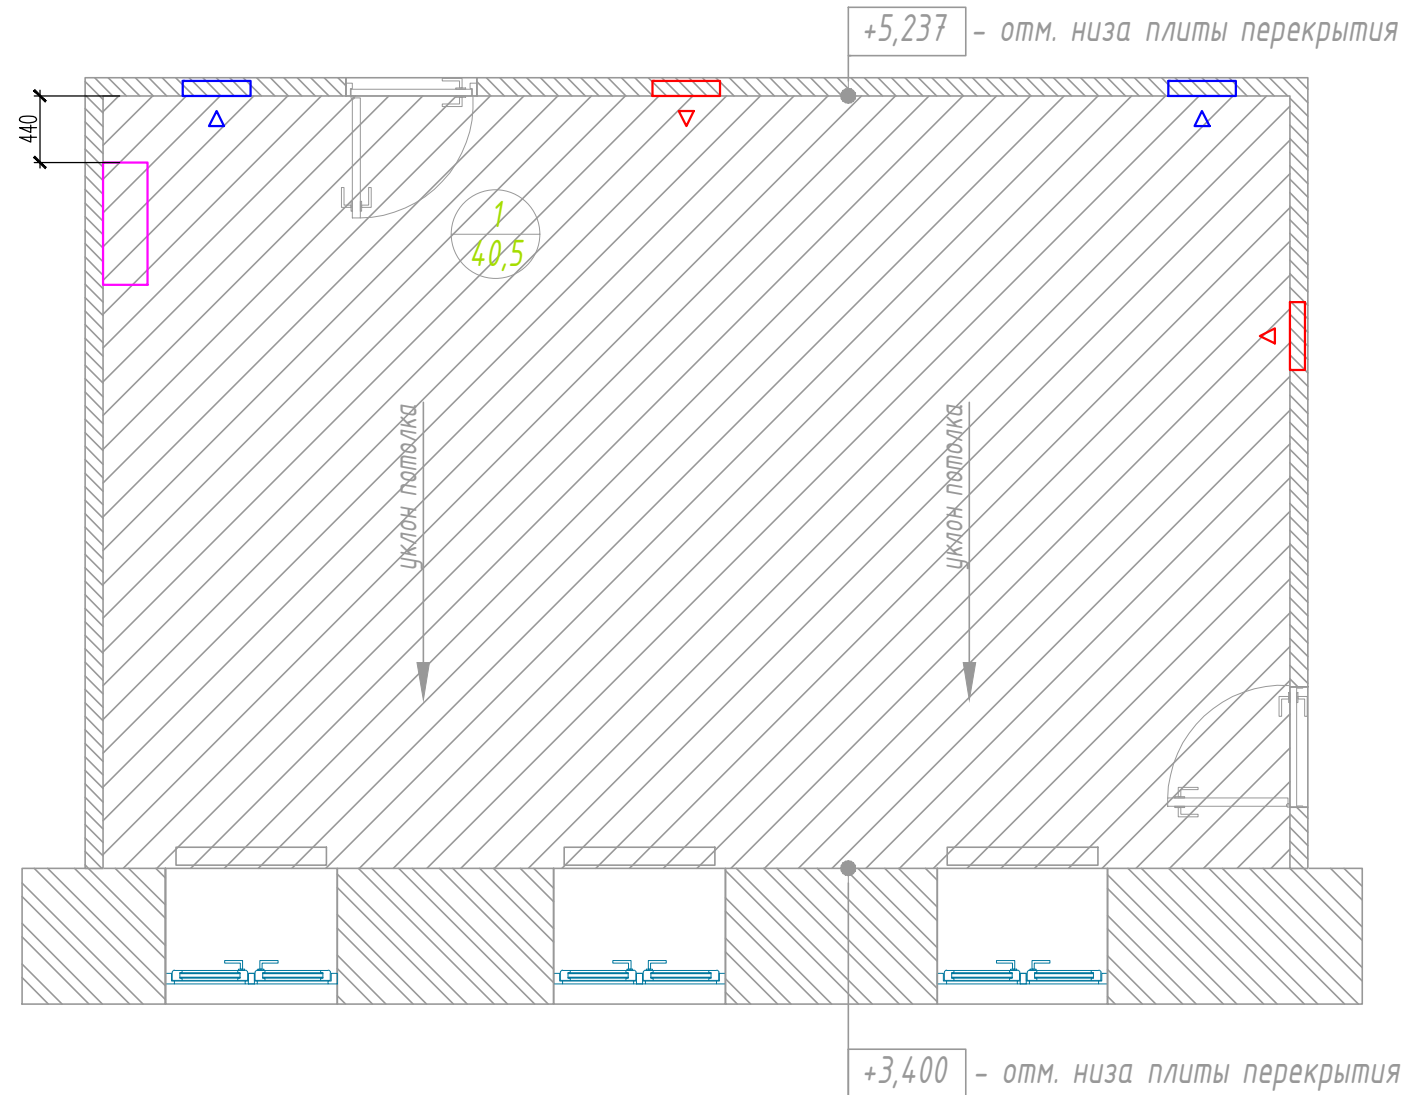 +5,237 - отм. низа плиты перекрытия
440
1
40,5
уклон потолка
уклон потолка
+3,400 - отм. низа плиты перекрытия